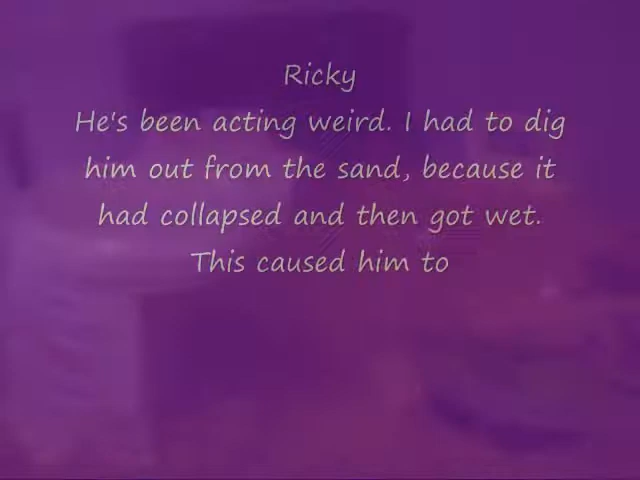 Ricky
He's been acting weird. I had to dig
him out from the sand, because it
had collapsed and then got wet.
This caused him to